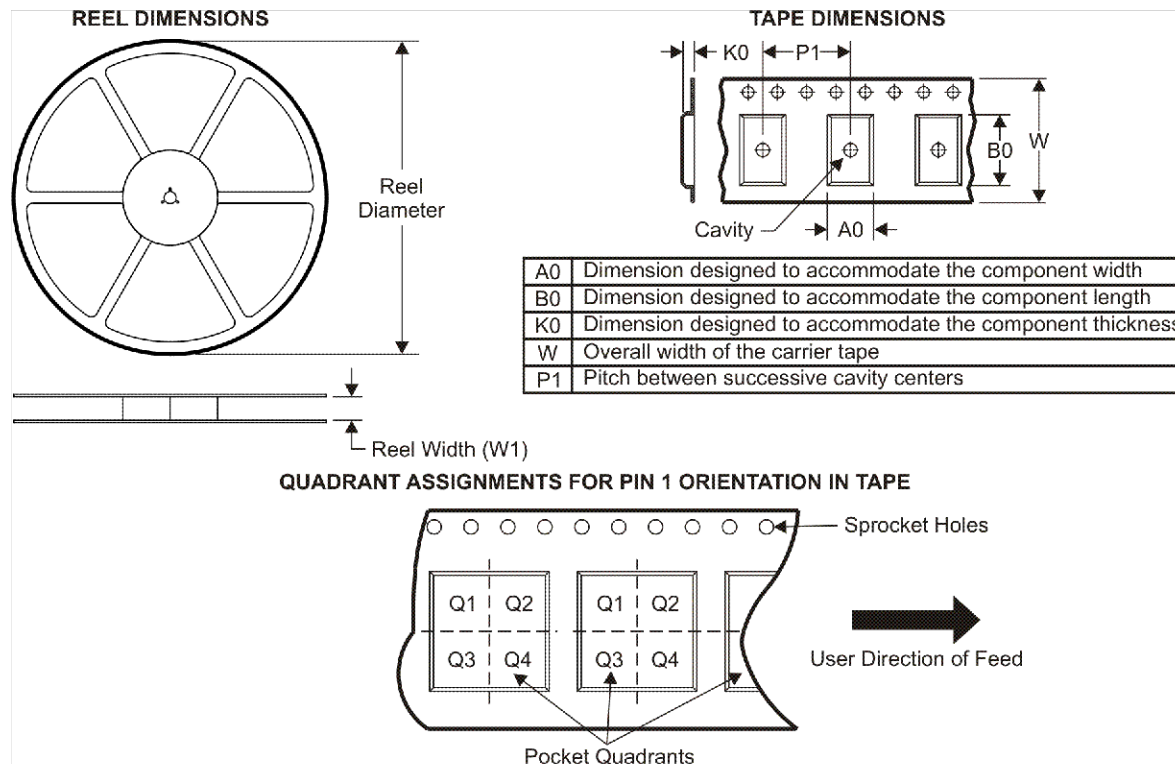 REEL DIMENSIONS
TAPE DIMENSIONS
K0
P1
B0
W
Reel
Diameter
Cavity
A0
A0 Dimension designed to accommodate the component width
B0 Dimension designed to accommodate the component length
K0 Dimension designed to accommodate the component thickness
W Overall width of the carrier tape
P1 Pitch between successive cavity centers
Reel Width (W1)
QUADRANT ASSIGNMENTS FOR PIN 1 ORIENTATION IN TAPE
Sprocket Holes
Q1 Q2 Q1 Q2
Q3 Q4 Q3 Q4
User Direction of Feed
Pocket Quadrants